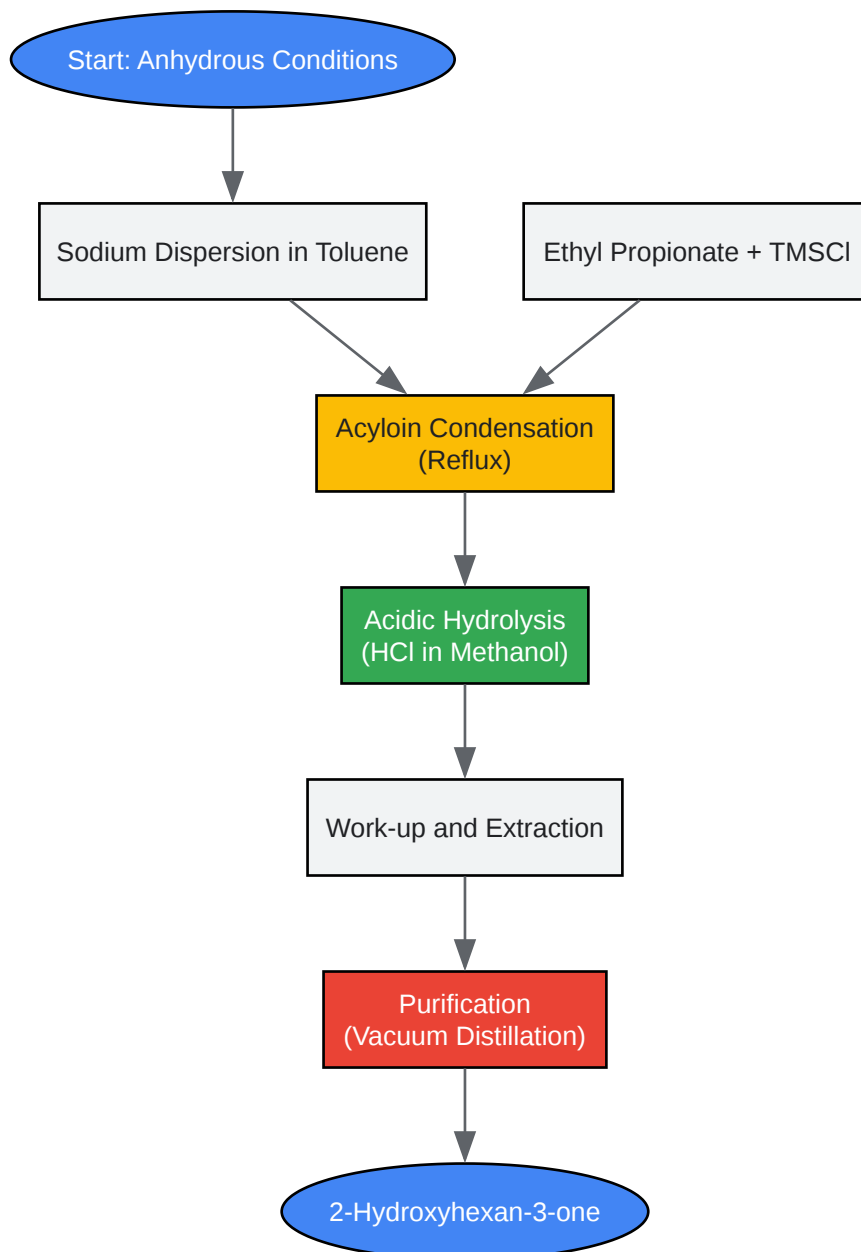 Start: Anhydrous Conditions
Sodium Dispersion in Toluene
Ethyl Propionate + TMSCl
Acyloin Condensation
(Reflux)
Acidic Hydrolysis
(HCl in Methanol)
Work-up and Extraction
Purification
(Vacuum Distillation)
2-Hydroxyhexan-3-one